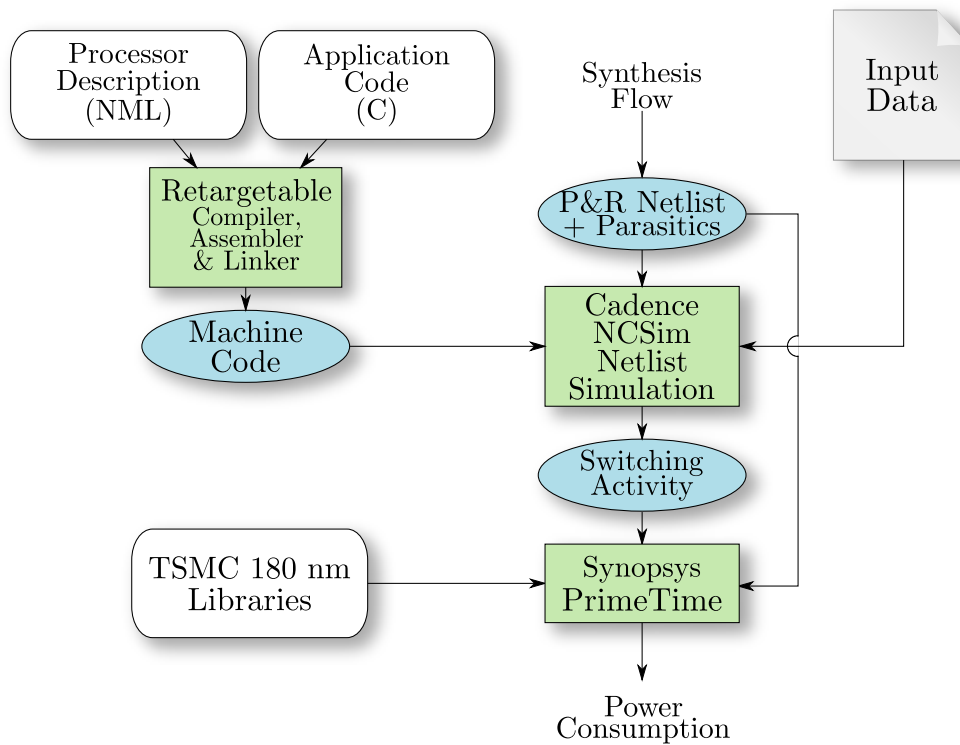 Processor
Description
(NML)
Application
Code
(C)
Synthesis
Flow
Input
Data
Retargetable
Compiler,
Assembler
& Linker
P&R Netlist
+ Parasitics
Machine
Code
Cadence
NCSim
Netlist
Simulation
Switching
Activity
TSMC 180 nm
Libraries
Synopsys
PrimeTime
Power
Consumption